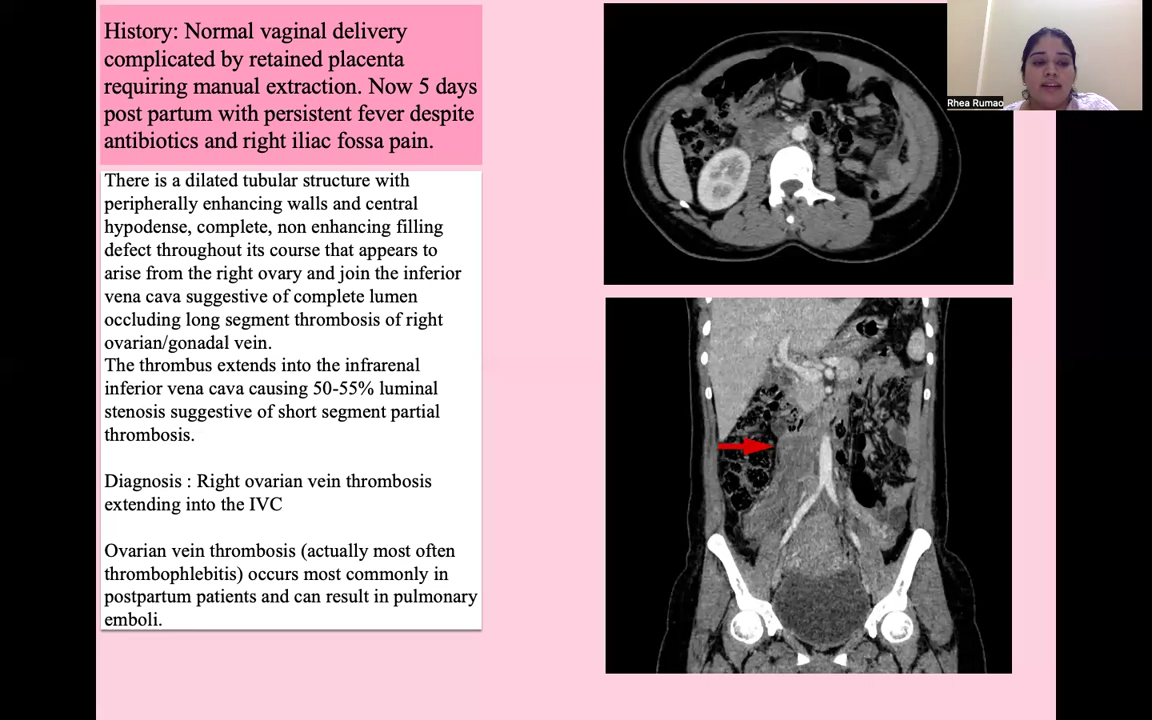 History: Normal vaginal delivery
complicated by retained placenta
requiring manual extraction. Now 5 days
post partum with persistent fever despite
antibiotics and right iliac fossa pain.
There is a dilated tubular structure with
peripherally enhancing walls and central
hypodense, complete, non enhancing filling
defect throughout its course that appears to
arise from the right ovary and join the inferior
vena cava suggestive of complete lumen
occluding long segment thrombosis of right
ovarian/gonadal vein.
The thrombus extends into the infrarenal
inferior vena cava causing 50-55% luminal
stenosis suggestive of short segment partial
thrombosis.
Diagnosis : Right ovarian vein thrombosis
extending into the IVC
Ovarian vein thrombosis (actually most often
thrombophlebitis) occurs most commonly in
postpartum patients and can result in pulmonary
emboli.
Rhea Rumao